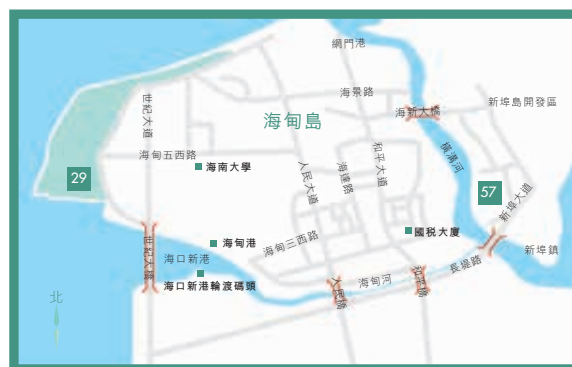 網門港
海景路
世紀大道
海甸島
海新大橋
新埠島開發區
海甸五西路
海南大學
人民大道
海達路
和平大道
橫溝河
29
57
新埠大道
國税大廈
海甸港
海甸三西路
世紀大橋
海口新港
新埠鎮
長堤路
海口新港輪渡碼頭
海甸河
人民橋
和平橋
北